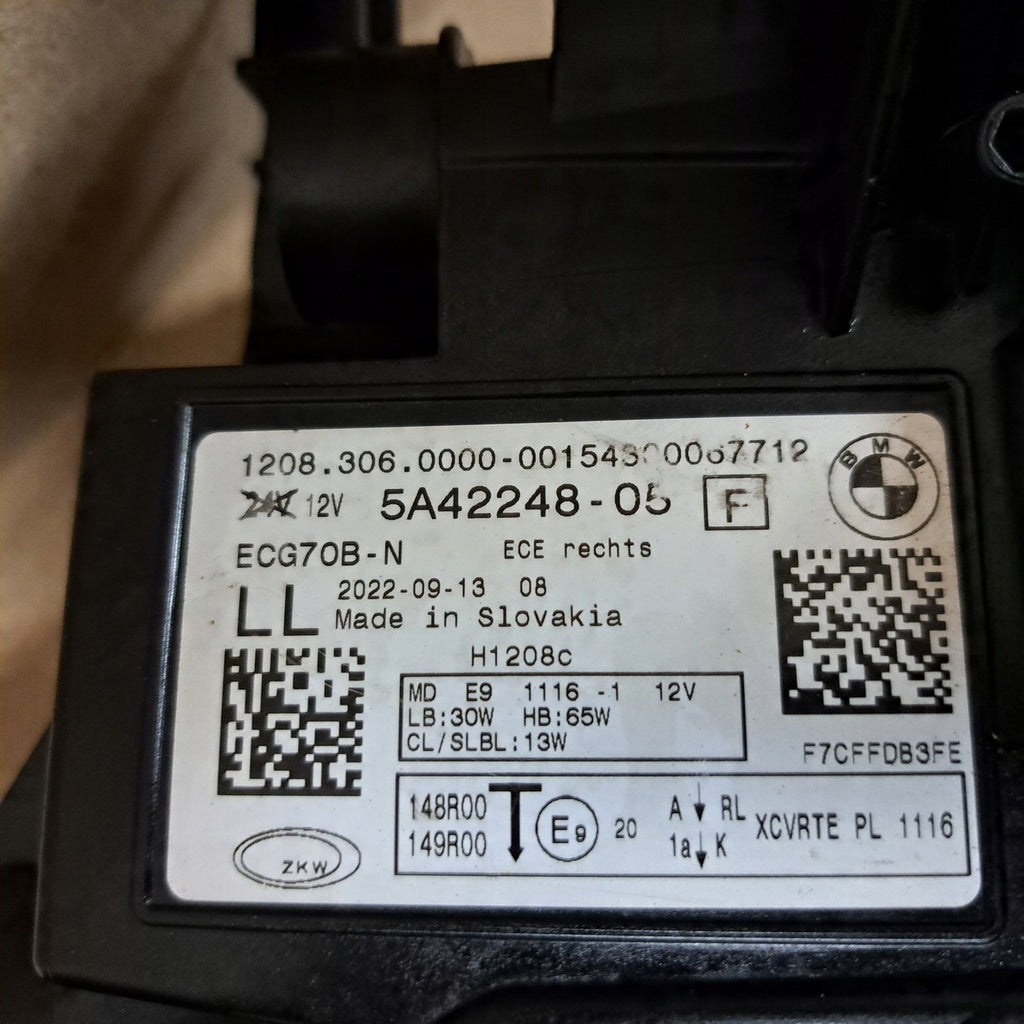 1208.306.0000-001543 0067712
BMW
12V 5A42248-05 F
ECG70B-N ECE rechts
LL 2022-09-13 08
Made in Slovakia
H1208c
MD E9 1116 -1 12V
LB:30W HB:65W
CL/SLBL:13W
F7CFFDB3FE
148R00 T E9 20 A ↓ RL XCVRTE PL 1116
149R00 1a↓K
ZKW